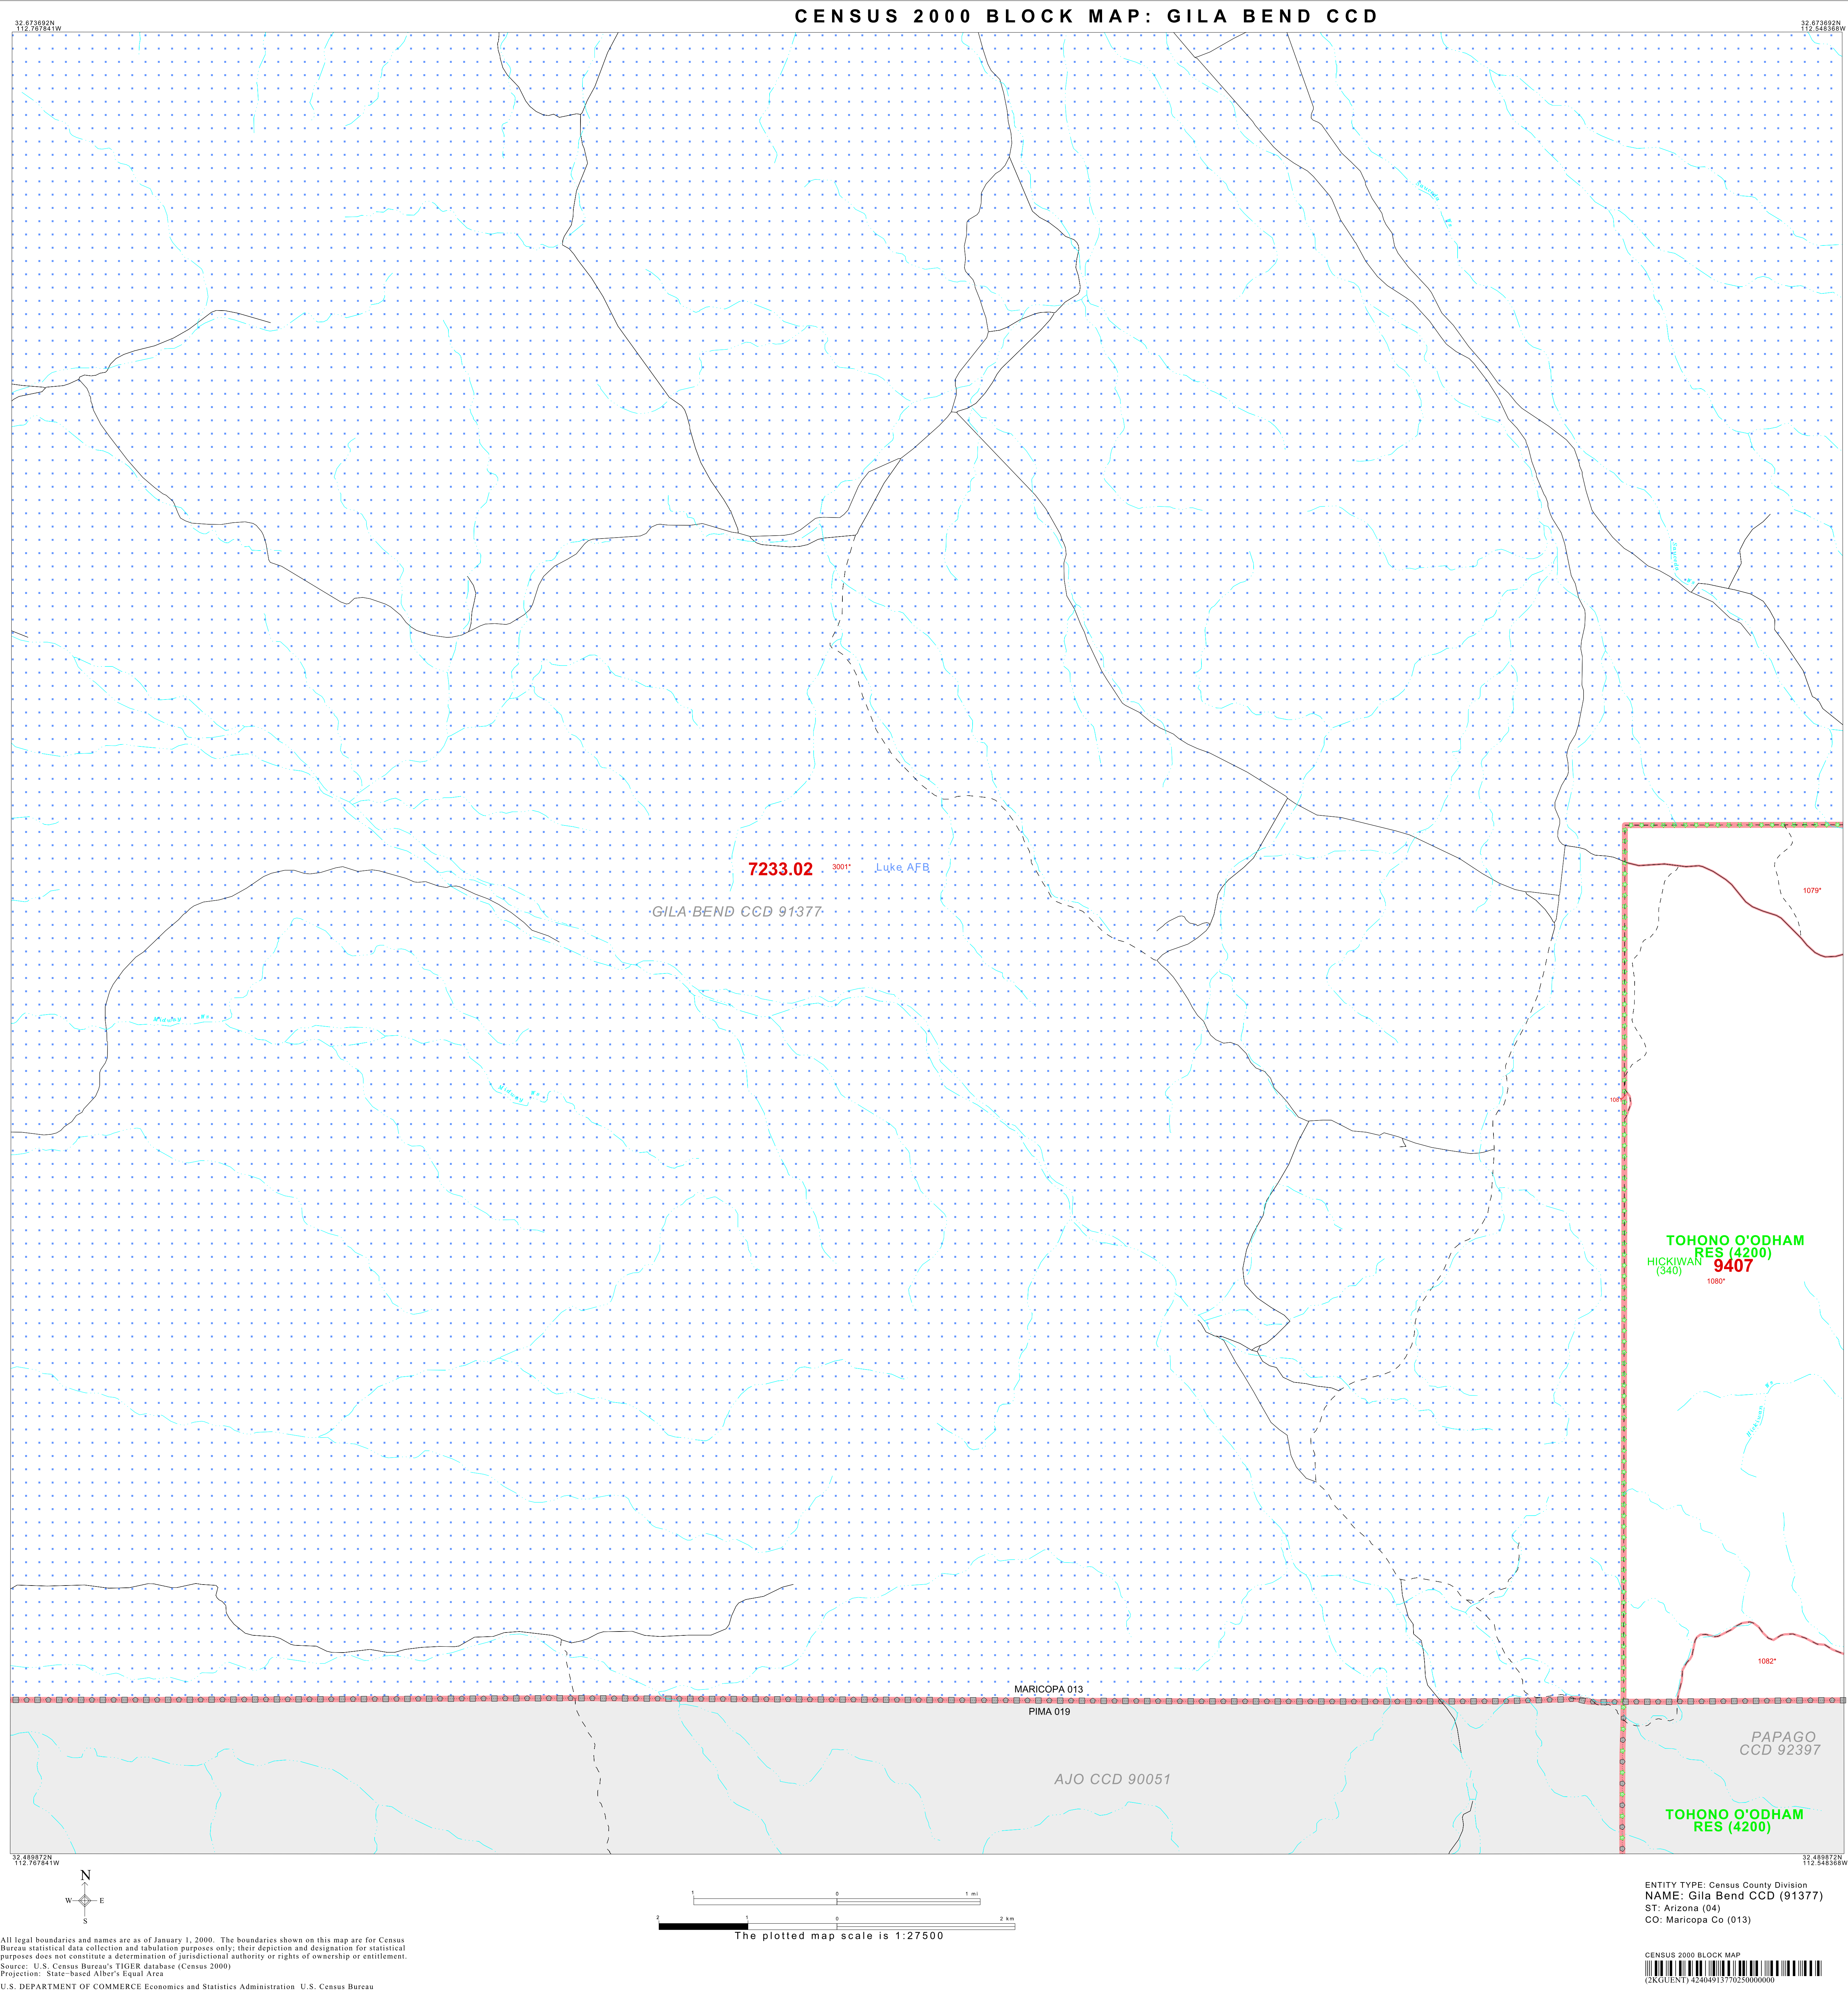 CENSUS 2000 BLOCK MAP: GILA BEND CCD
32.673692N
112.767841W
32.673692N
112.548368W
7233.02
3001*
Luke AFB
GILA BEND CCD 91377
1079*
TOHONO O'ODHAM
RES (4200)
HICKIWAN
(340)
9407
1080*
1082*
MARICOPA 013
PIMA 019
PAPAGO
CCD 92397
AJO CCD 90051
TOHONO O'ODHAM
RES (4200)
32.489872N
112.767841W
32.489872N
112.548368W
N
W
E
S
1
0
1 mi
2
1
0
2 km
The plotted map scale is 1:27500
All legal boundaries and names are as of January 1, 2000. The boundaries shown on this map are for Census
Bureau statistical data collection and tabulation purposes only; their depiction and designation for statistical
purposes does not constitute a determination of jurisdictional authority or rights of ownership or entitlement.
Source: U.S. Census Bureau's TIGER database (Census 2000)
Projection: State-based Alber's Equal Area
U.S. DEPARTMENT OF COMMERCE Economics and Statistics Administration U.S. Census Bureau
ENTITY TYPE: Census County Division
NAME: Gila Bend CCD (91377)
ST: Arizona (04)
CO: Maricopa Co (013)
CENSUS 2000 BLOCK MAP
(2KGUENT) 42404913770250000000